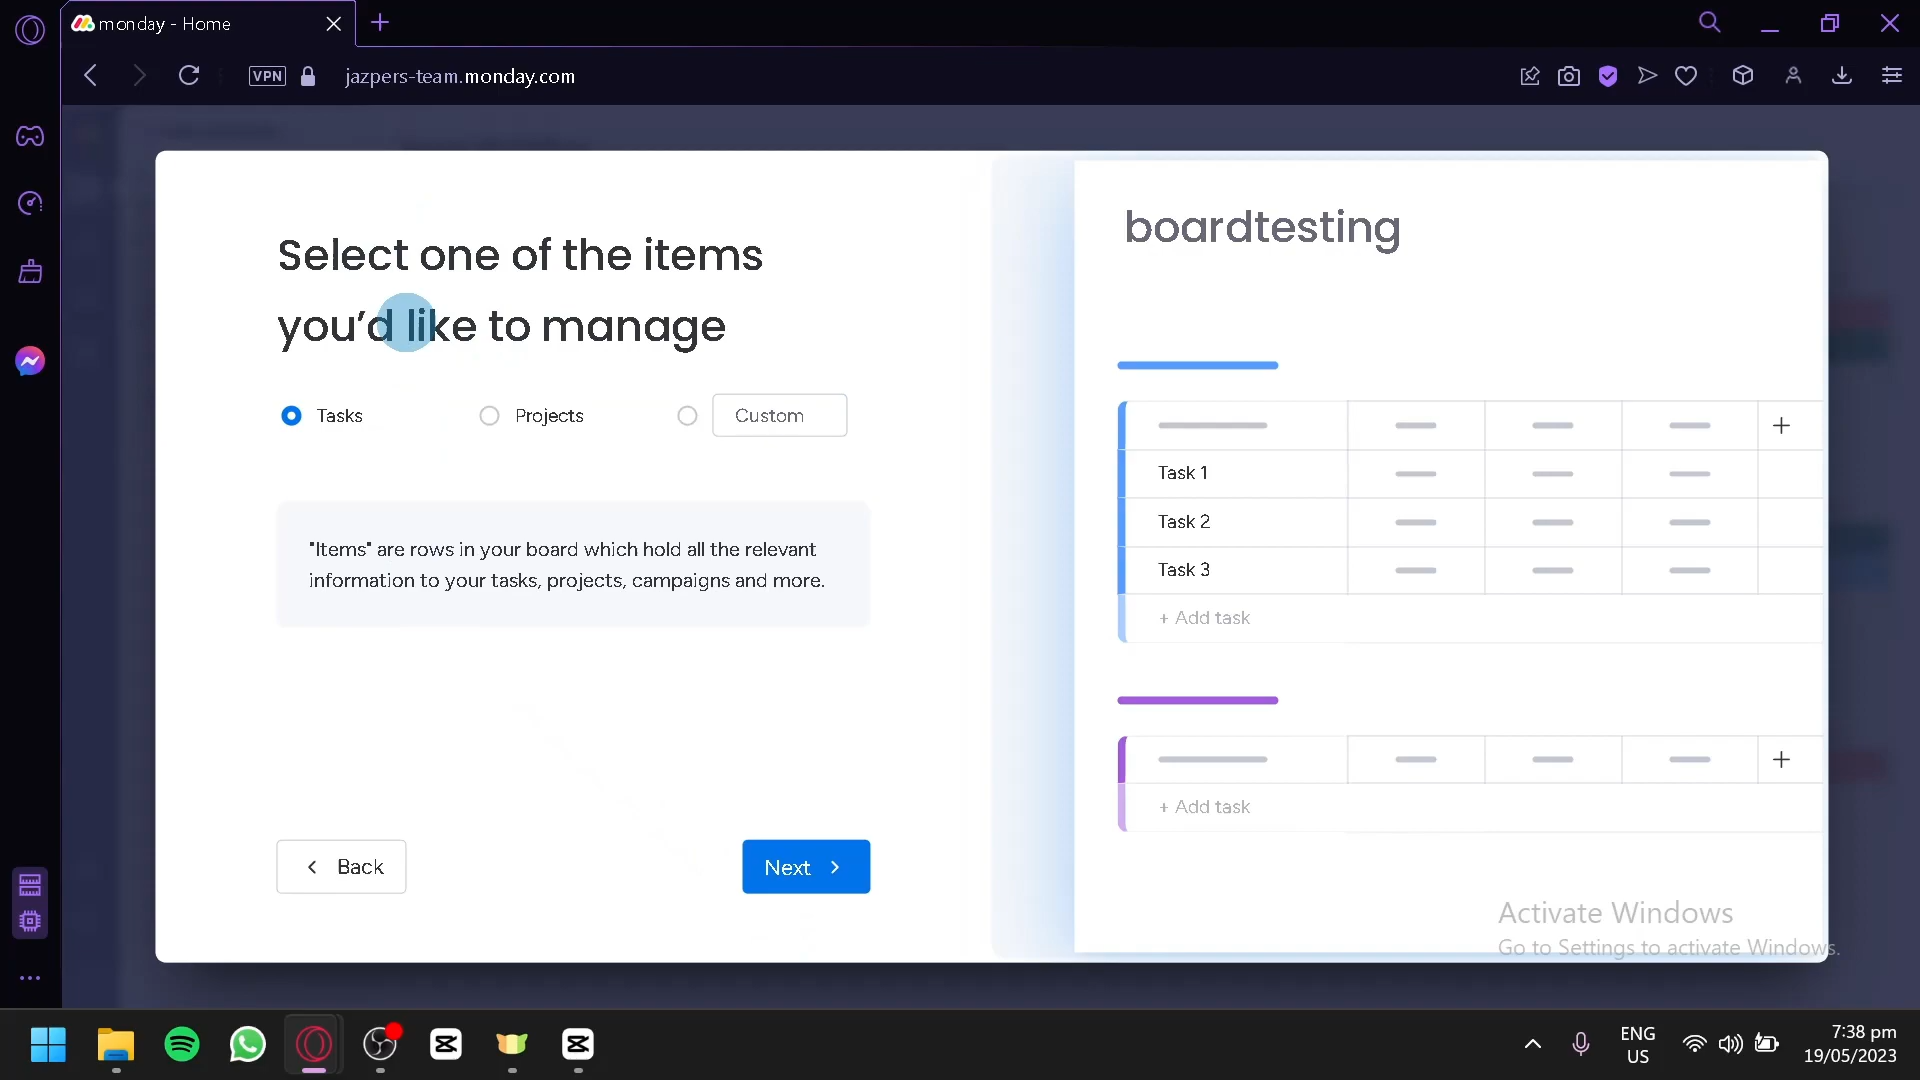 monday - Home
VPN
jazpers-team.monday.com
Select one of the items
you'd like to manage
Tasks
Projects
Custom
"Items" are rows in your board which hold all the relevant
information to your tasks, projects, campaigns and more.
Back
Next
boardtesting
Task 1
Task 2
Task 3
+ Add task
+ Add task
Activate Windows
Go to Settings to activate Windows.
ENG
US
7:38 pm
19/05/2023